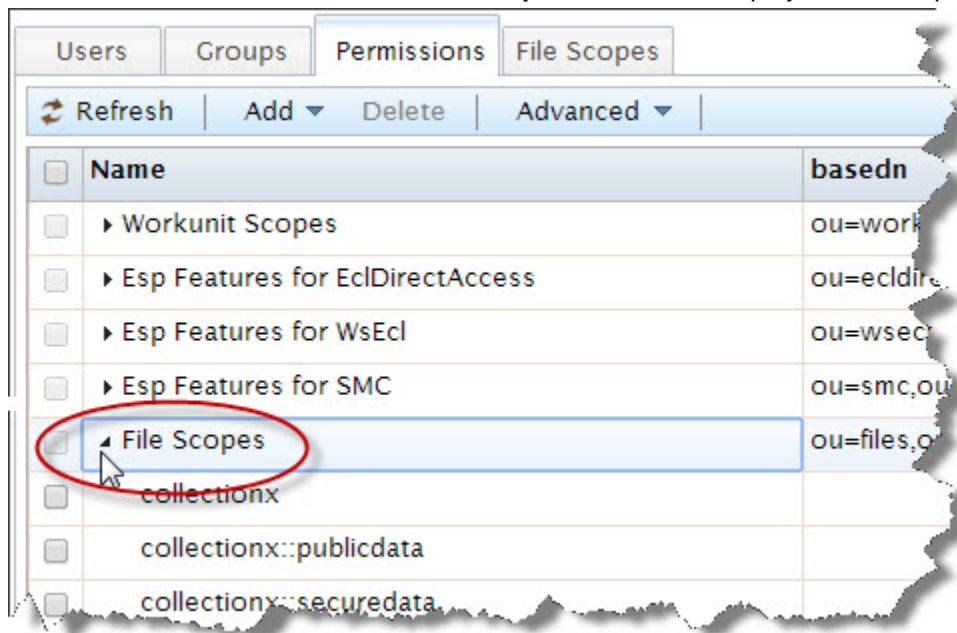 Users Groups Permissions File Scopes
Refresh Add Delete Advanced
Name basedn
Workunit Scopes
Esp Features for EclDirectAccess
Esp Features for WsEcl
Esp Features for SMC ou=smc,ou
File Scopes ou=files,o
collectionx
collectionx::publicdata
collectionx::securedata